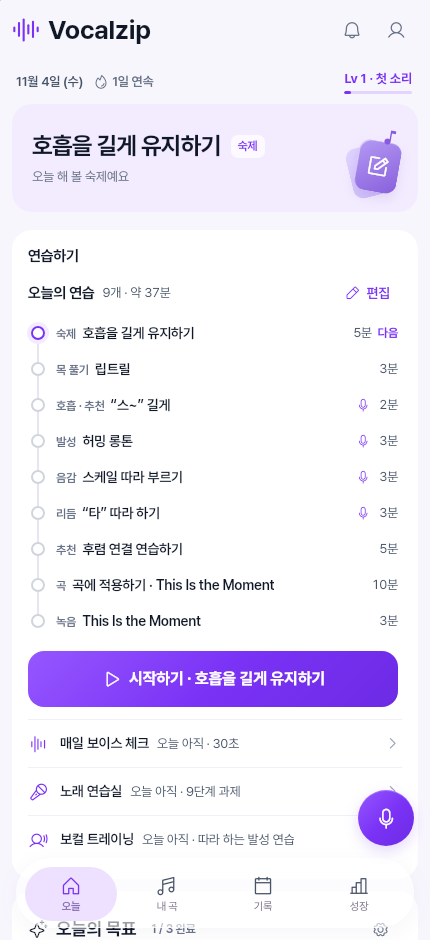 Vocalzip
11월 4일 (수) 1일 연속 Lv 1 · 첫 소리
호흡을 길게 유지하기 숙제
오늘 해 볼 숙제예요
연습하기
오늘의 연습 9개 · 약 37분 편집
숙제 호흡을 길게 유지하기 5분 다음
목 풀기 립트릴 3분
호흡 · 추천 “스~” 길게 2분
발성 허밍 롱톤 3분
음감 스케일 따라 부르기 3분
리듬 “타” 따라 하기 3분
추천 후렴 연결 연습하기 5분
곡 곡에 적용하기 · This Is the Moment 10분
녹음 This Is the Moment 3분
시작하기 · 호흡을 길게 유지하기
매일 보이스 체크 오늘 아직 · 30초
노래 연습실 오늘 아직 · 9단계 과제
보컬 트레이닝 오늘 아직 · 따라 하는 발성 연습
오늘 내 곡 기록 성장
오늘의 목표 1 / 3 완료